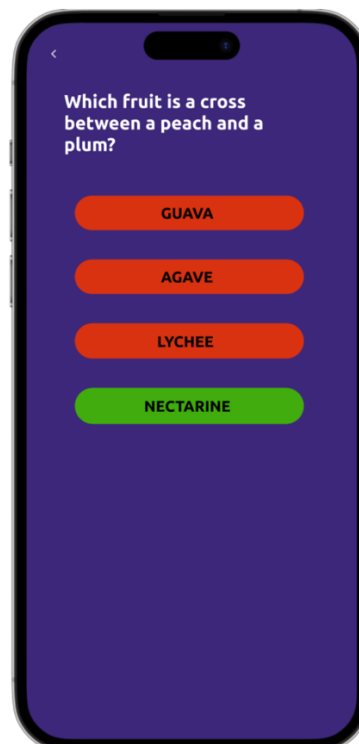 Which fruit is a cross
between a peach and a
plum?
GUAVA
AGAVE
LYCHEE
NECTARINE